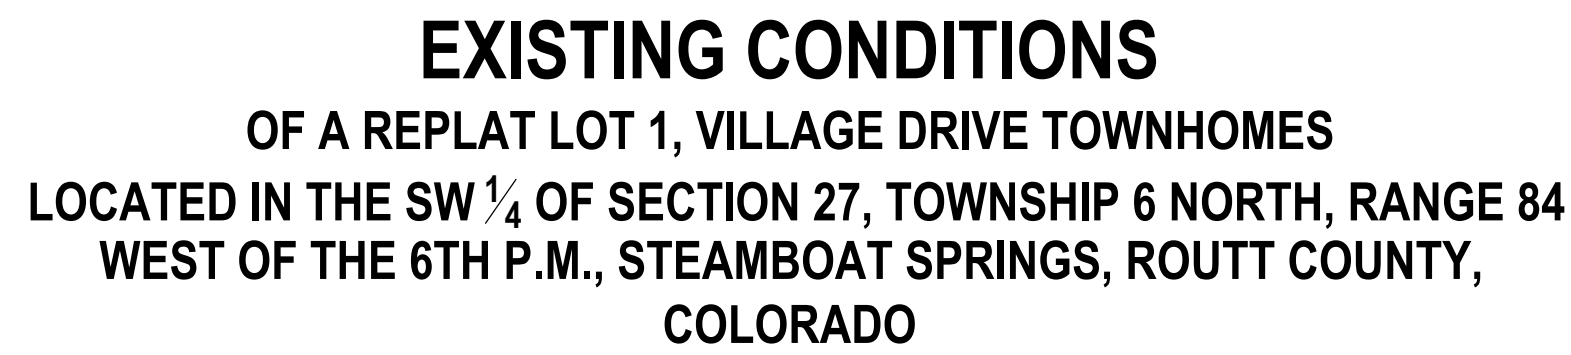 EXISTING CONDITIONS
OF A REPLAT LOT 1, VILLAGE DRIVE TOWNHOMES
LOCATED IN THE SW 1⁄4 OF SECTION 27, TOWNSHIP 6 NORTH, RANGE 84
WEST OF THE 6TH P.M., STEAMBOAT SPRINGS, ROUTT COUNTY,
COLORADO